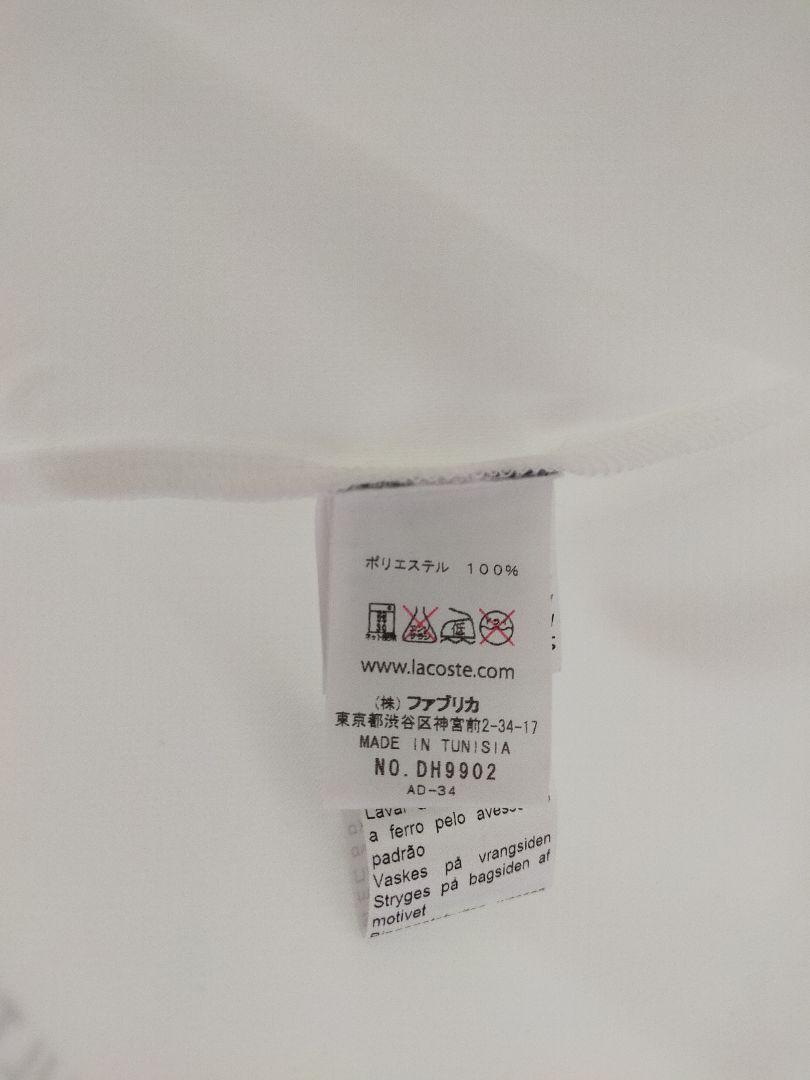 ポリエステル 100%
低
www.lacoste.com
(株)ファブリカ
東京都渋谷区神宮前2-34-17
MADE IN TUNISIA
NO.DH9902
AD-34
a ferro pelo
padrão
Vaskes på vrangsiden
Stryges på bagsiden af
motivet